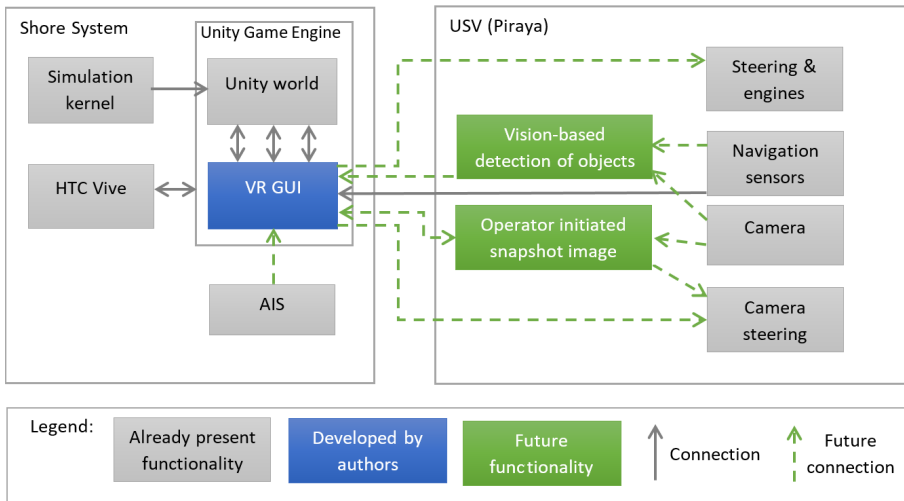 Shore System
Unity Game Engine
USV (Piraya)
Simulation
kernel
Unity world
Steering &
engines
Vision-based
detection of objects
Navigation
sensors
HTC Vive
VR GUI
Operator initiated
snapshot image
Camera
AIS
Camera
steering
Legend:
Already present
functionality
Developed by
authors
Future
functionality
Connection
Future
connection